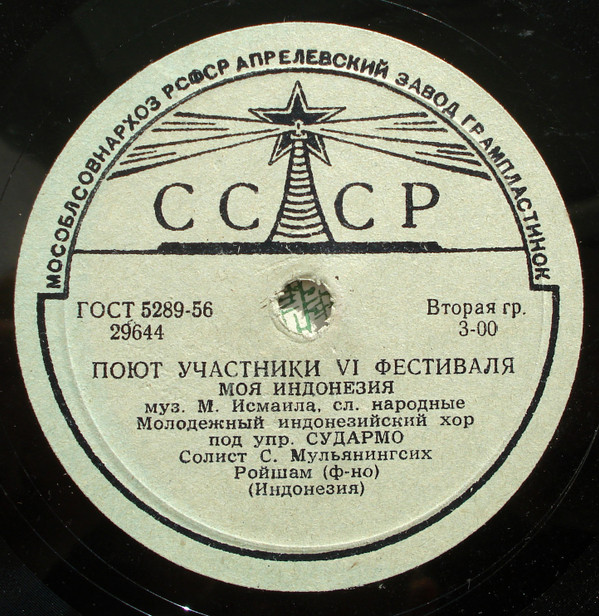 МОСОБЛСОВНАРХОЗ РСФСР АПРЕЛЕВСКИЙ ЗАВОД ГРАМПЛАСТИНОК
СССР
ГОСТ 5289-56
29644
Вторая гр.
3-00
ПОЮТ УЧАСТНИКИ VI ФЕСТИВАЛЯ
МОЯ ИНДОНЕЗИЯ
муз. М. Исмаила, сл. народные
Молодежный индонезийский хор
под упр. СУДАРМО
Солист С. Мульянингсих
Ройшам (ф-но)
(Индонезия)